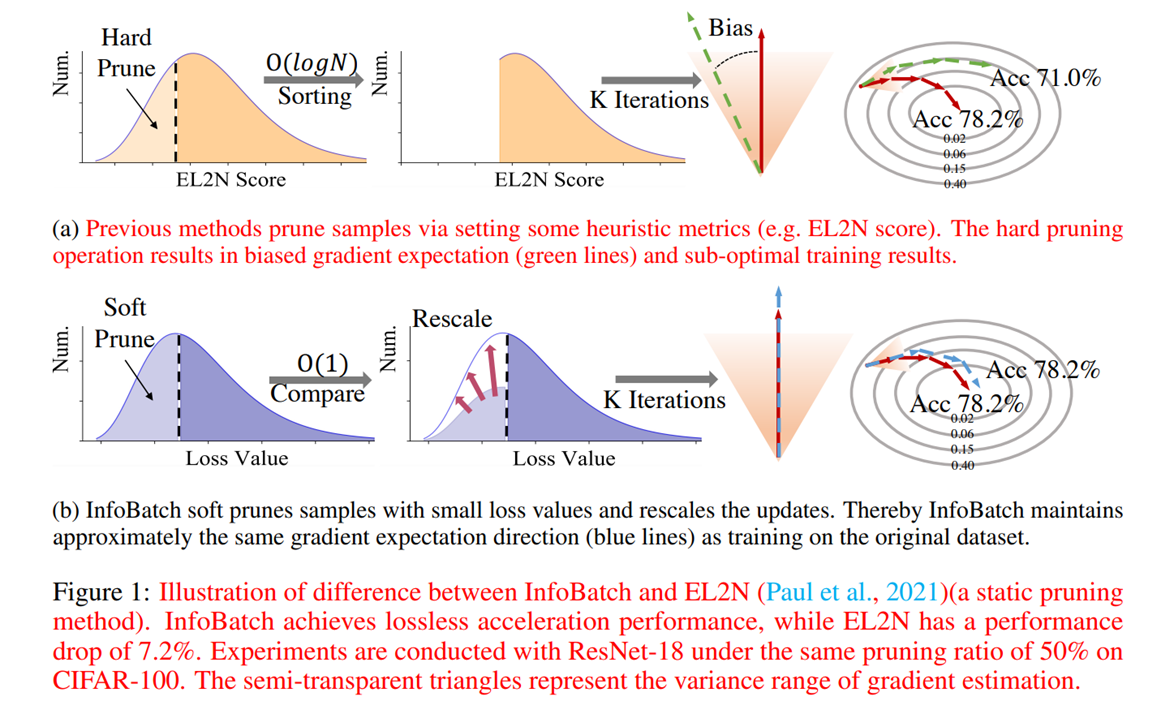 Hard
Prune
Num.
EL2N Score
O(logN)
Sorting
Num.
EL2N Score
K Iterations
Bias
Acc 71.0%
Acc 78.2%
0.02
0.06
0.15
0.40
(a) Previous methods prune samples via setting some heuristic metrics (e.g. EL2N score). The hard pruning
operation results in biased gradient expectation (green lines) and sub-optimal training results.
Soft
Prune
Num.
Loss Value
O(1)
Compare
Rescale
Num.
Loss Value
K Iterations
Acc 78.2%
Acc 78.2%
0.02
0.06
0.15
0.40
(b) InfoBatch soft prunes samples with small loss values and rescales the updates. Thereby InfoBatch maintains
approximately the same gradient expectation direction (blue lines) as training on the original dataset.
Figure 1: Illustration of difference between InfoBatch and EL2N (Paul et al., 2021)(a static pruning
method). InfoBatch achieves lossless acceleration performance, while EL2N has a performance
drop of 7.2%. Experiments are conducted with ResNet-18 under the same pruning ratio of 50% on
CIFAR-100. The semi-transparent triangles represent the variance range of gradient estimation.